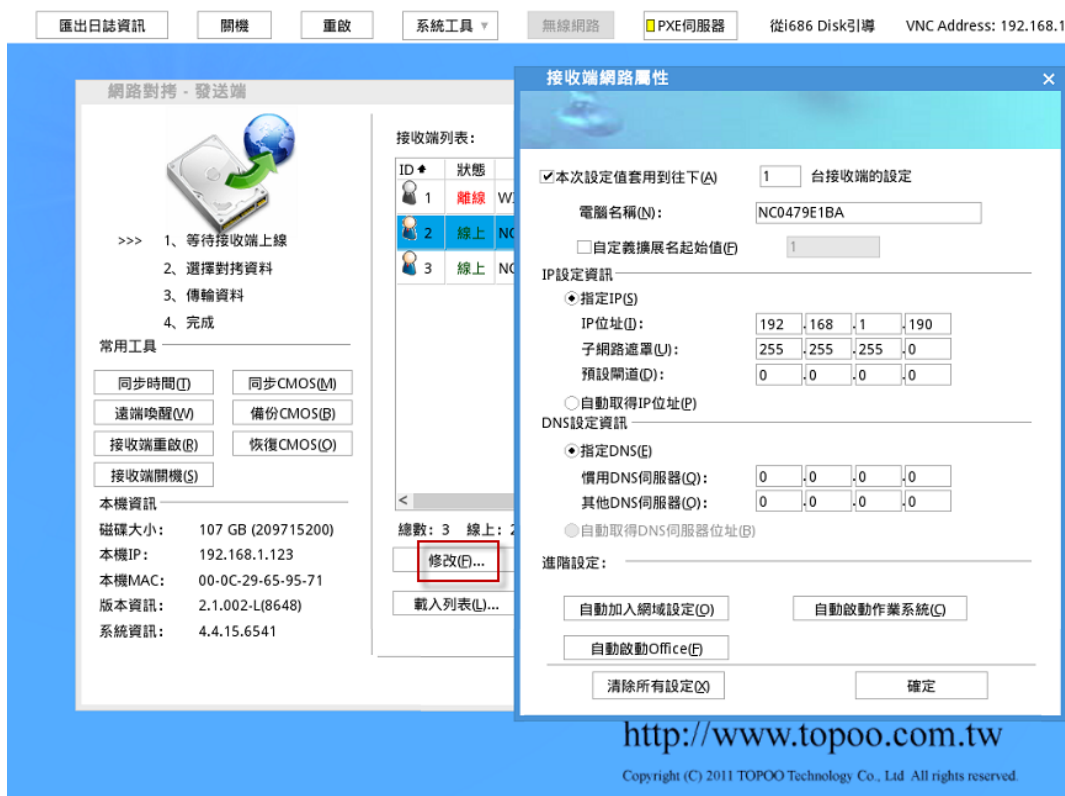 匯出日誌資訊 關機 重啟 系統工具 ▼ 無線網路 PXE伺服器 從i686 Disk引導 VNC Address: 192.168.1
網路對拷 - 發送端
>>> 1、等待接收端上線
2、選擇對拷資料
3、傳輸資料
4、完成
常用工具
同步時間(T) 同步CMOS(M)
遠端喚醒(W) 備份CMOS(B)
接收端重啟(R) 恢復CMOS(O)
接收端關機(S)
本機資訊
磁碟大小: 107 GB (209715200)
本機IP: 192.168.1.123
本機MAC: 00-0C-29-65-95-71
版本資訊: 2.1.002-L(8648)
系統資訊: 4.4.15.6541
接收端列表:
ID 狀態
1 離線 WI
2 線上 NC
3 線上 NC
總數: 3 線上: 2
修改(F)...
載入列表(L)...
接收端網路屬性
本次設定值套用到往下(A) 1 台接收端的設定
電腦名稱(N): NC0479E1BA
自定義擴展名起始值(F) 1
IP設定資訊
指定IP(S)
IP位址(I): 192 .168 .1 .190
子網路遮罩(U): 255 .255 .255 .0
預設閘道(D): 0 .0 .0 .0
自動取得IP位址(P)
DNS設定資訊
指定DNS(E)
慣用DNS伺服器(Q): 0 .0 .0 .0
其他DNS伺服器(O): 0 .0 .0 .0
自動取得DNS伺服器位址(B)
進階設定:
自動加入網域設定(O) 自動啟動作業系統(C)
自動啟動Office(F)
清除所有設定(X) 確定
http://www.topoo.com.tw
Copyright (C) 2011 TOPOO Technology Co., Ltd All rights reserved.